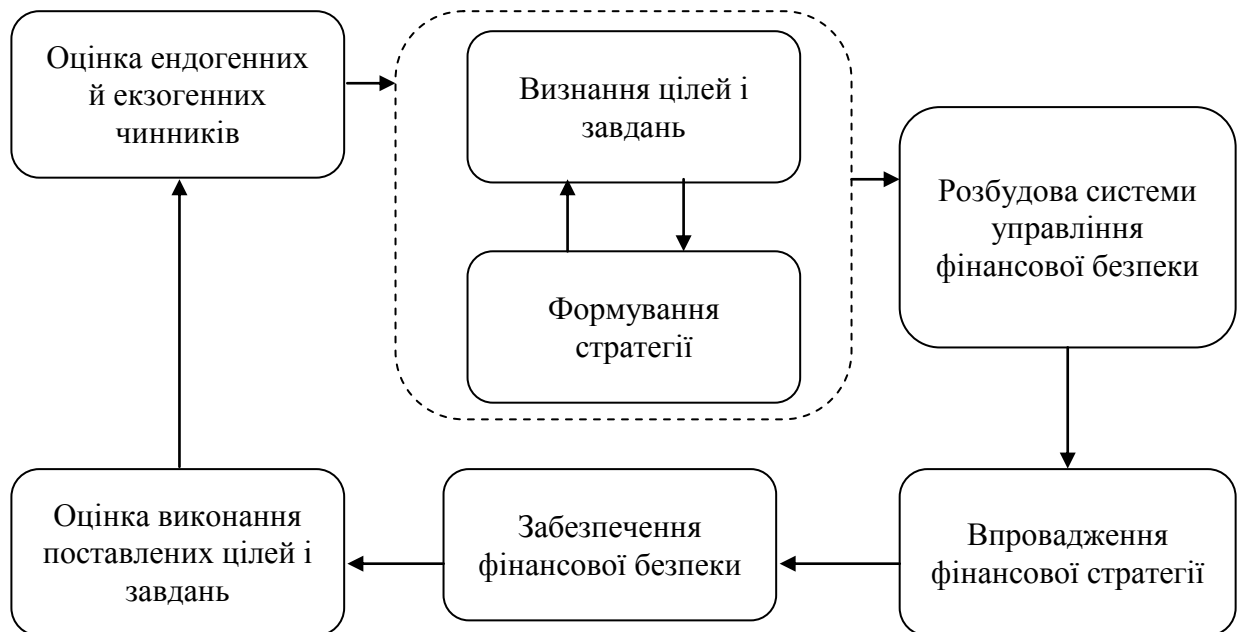 Оцінка ендогенних
й екзогенних
чинників
Визнання цілей і
завдань
Формування
стратегії
Розбудова системи
управління
фінансової безпеки
Впровадження
фінансової стратегії
Забезпечення
фінансової безпеки
Оцінка виконання
поставлених цілей і
завдань